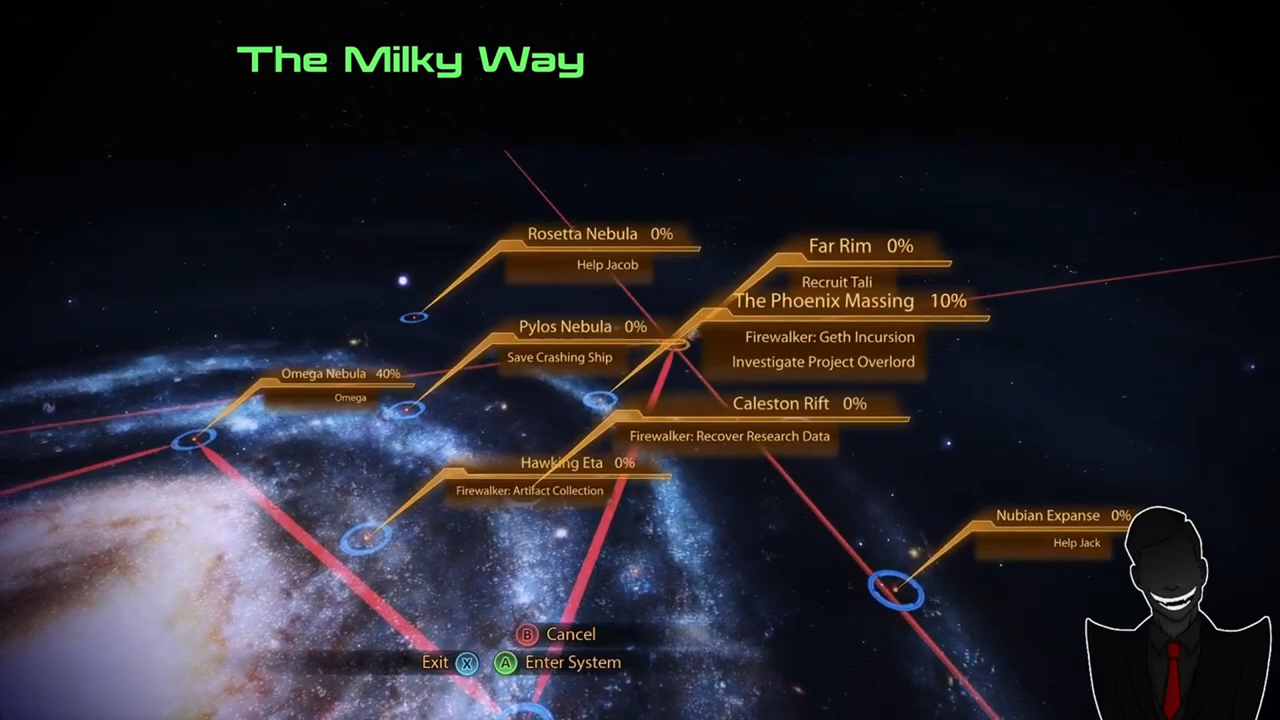 The Milky Way
Rosetta Nebula 0%
Help Jacob
Far Rim 0%
Recruit Tali
The Phoenix Massing 10%
Firewalker: Geth Incursion
Investigate Project Overlord
Pylos Nebula 0%
Save Crashing Ship
Omega Nebula 40%
Omega
Caleston Rift 0%
Firewalker: Recover Research Data
Hawking Eta 0%
Firewalker: Artifact Collection
Nubian Expanse 0%
Help Jack
B Cancel
Exit X A Enter System